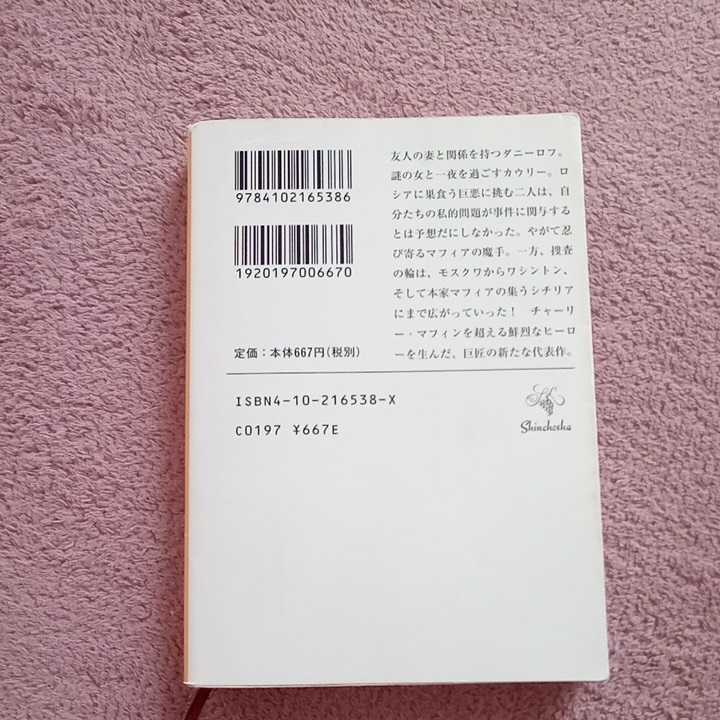 9784102165386
1920197006670
定価：本体667円（税別）
友人の妻と関係を持つダニーロフ。
謎の女と一夜を過ごすカウリー。ロ
シアに巣食う巨悪に挑む二人は、自
分たちの私的問題が事件に関与する
とは予想だにしなかった。やがて忍
び寄るマフィアの魔手。一方、捜査
の輪は、モスクワからワシントン、
そして本家マフィアの集うシチリア
にまで広がっていった！　チャーリ
ー・マフィンを超える鮮烈なヒーロ
ーを生んだ、巨匠の新たな代表作。
ISBN4-10-216538-X
C0197 ¥667E
Shinchosha